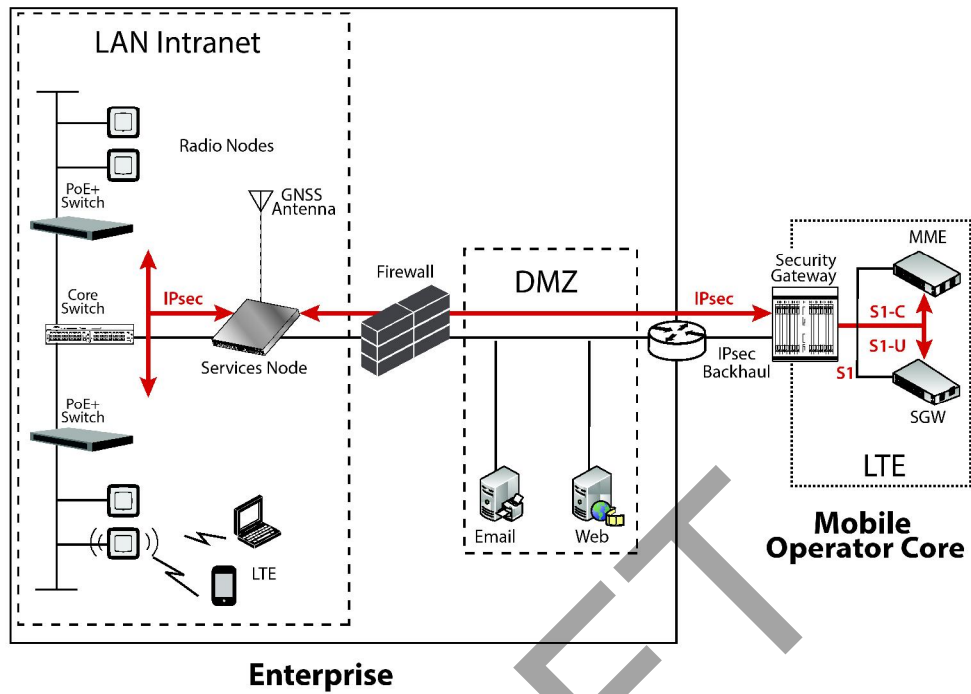 LAN Intranet
Radio Nodes
PoE+
Switch
GNSS
Antenna
Core
Switch
IPsec
Services Node
PoE+
Switch
LTE
Firewall
DMZ
Email
Web
IPsec
IPsec
Backhaul
Security
Gateway
MME
S1-C
S1-U
S1
SGW
LTE
Mobile
Operator Core
Enterprise